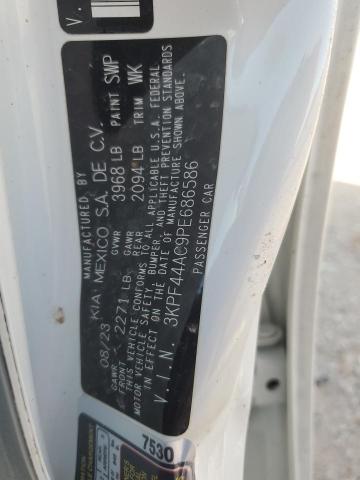 V.
MANUFACTURED BY
08/23 KIA MEXICO S.A. DE C.V.
GVWR 3968 LB PAINT SWP
GAWR FRONT 2271 LB GAWR REAR 2094 LB TRIM WK
THIS VEHICLE CONFORMS TO ALL APPLICABLE U.S.A. FEDERAL
MOTOR VEHICLE SAFETY, BUMPER, AND THEFT PREVENTION STANDARDS
IN EFFECT ON THE DATE OF MANUFACTURE SHOWN ABOVE.
V.I.N. 3KPF44AC9PE686586
PASSENGER CAR
7530